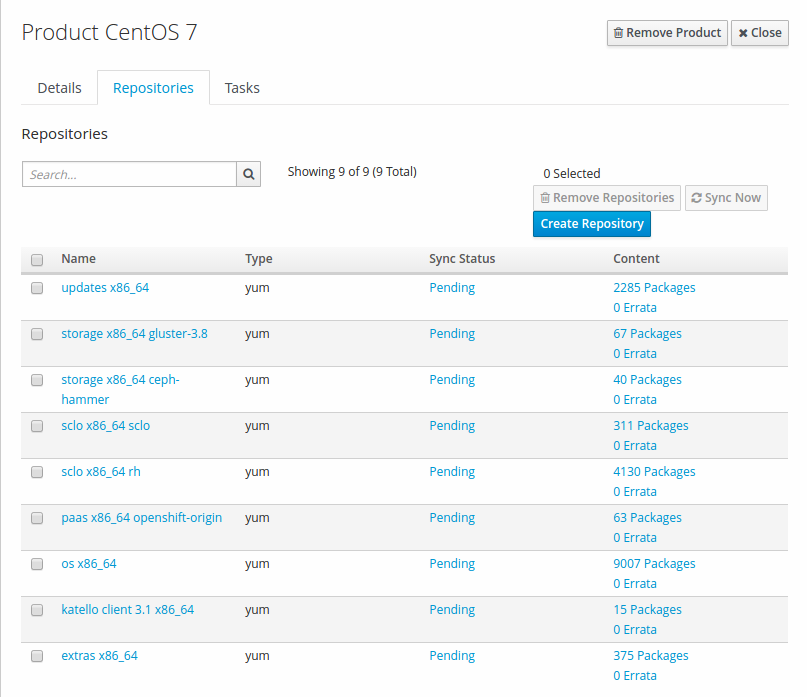 Product CentOS 7
Remove Product
Close
Details
Repositories
Tasks
Repositories
Search...
Showing 9 of 9 (9 Total)
0 Selected
Remove Repositories
Sync Now
Create Repository
Name Type Sync Status Content
updates x86_64 yum Pending 2285 Packages
0 Errata
storage x86_64 gluster-3.8 yum Pending 67 Packages
0 Errata
storage x86_64 ceph- yum Pending 40 Packages
hammer 0 Errata
sclo x86_64 sclo yum Pending 311 Packages
0 Errata
sclo x86_64 rh yum Pending 4130 Packages
0 Errata
paas x86_64 openshift-origin yum Pending 63 Packages
0 Errata
os x86_64 yum Pending 9007 Packages
0 Errata
katello client 3.1 x86_64 yum Pending 15 Packages
0 Errata
extras x86_64 yum Pending 375 Packages
0 Errata